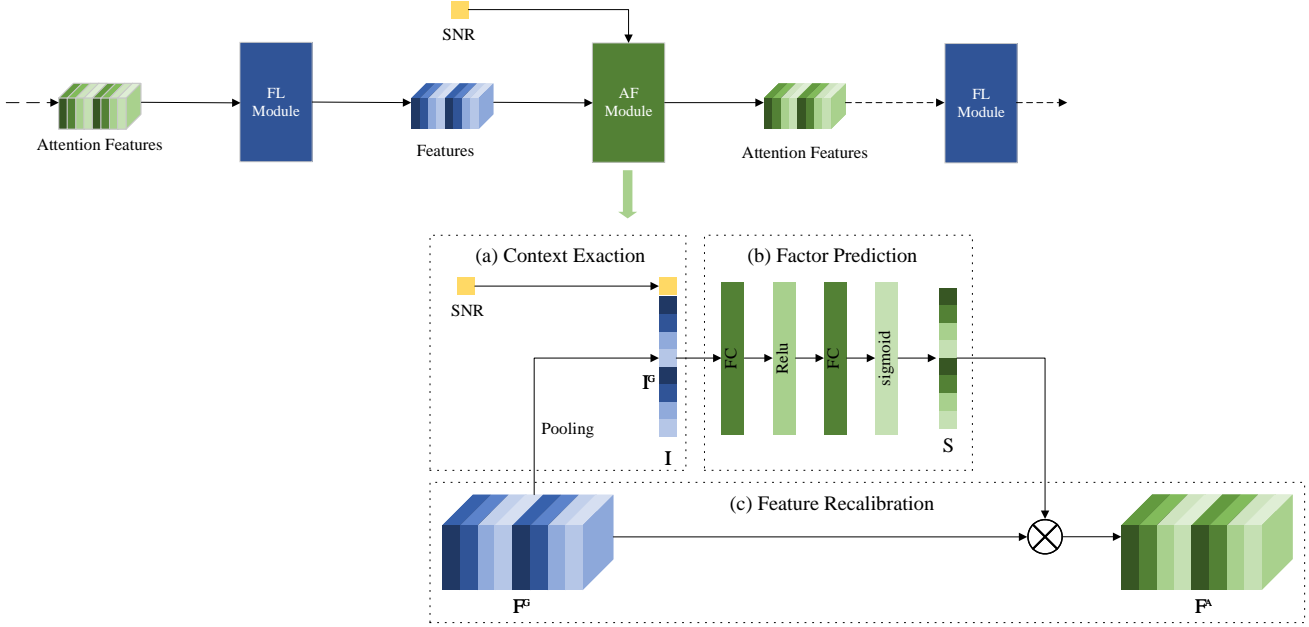 SNR
FL
Module
AF
Module
FL
Module
Attention Features
Features
Attention Features
(a) Context Exaction
(b) Factor Prediction
SNR
FC
Relu
FC
sigmoid
I^G
Pooling
I
S
(c) Feature Recalibration
F^G
F^A